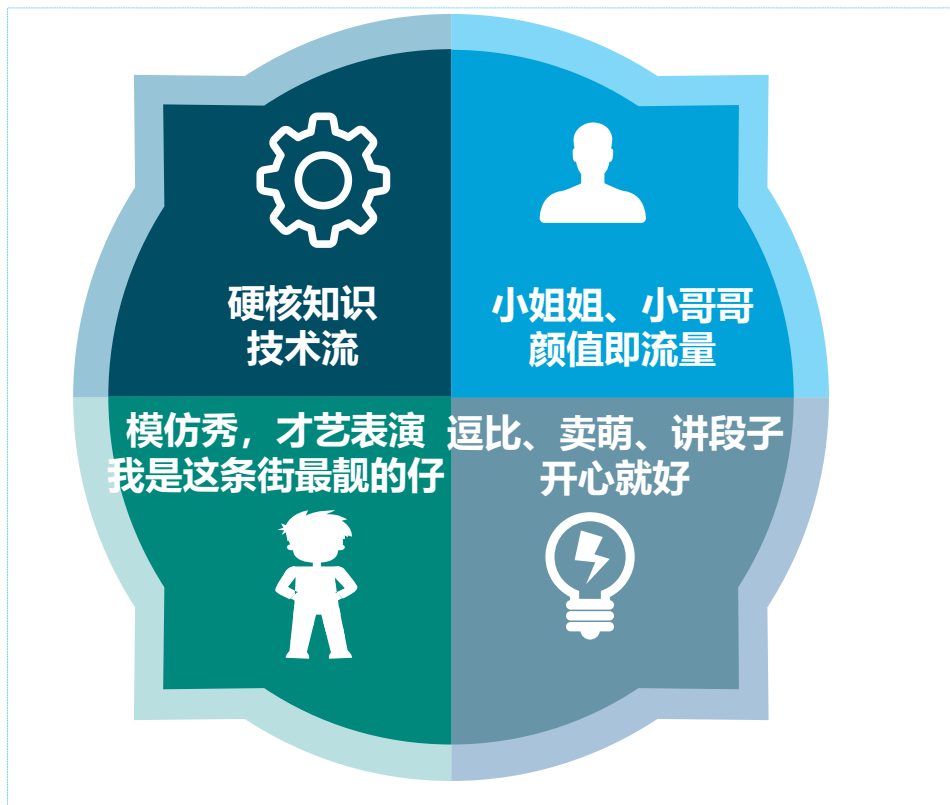 硬核知识
技术流
小姐姐、小哥哥
颜值即流量
模仿秀，才艺表演
我是这条街最靓的仔
逗比、卖萌、讲段子
开心就好